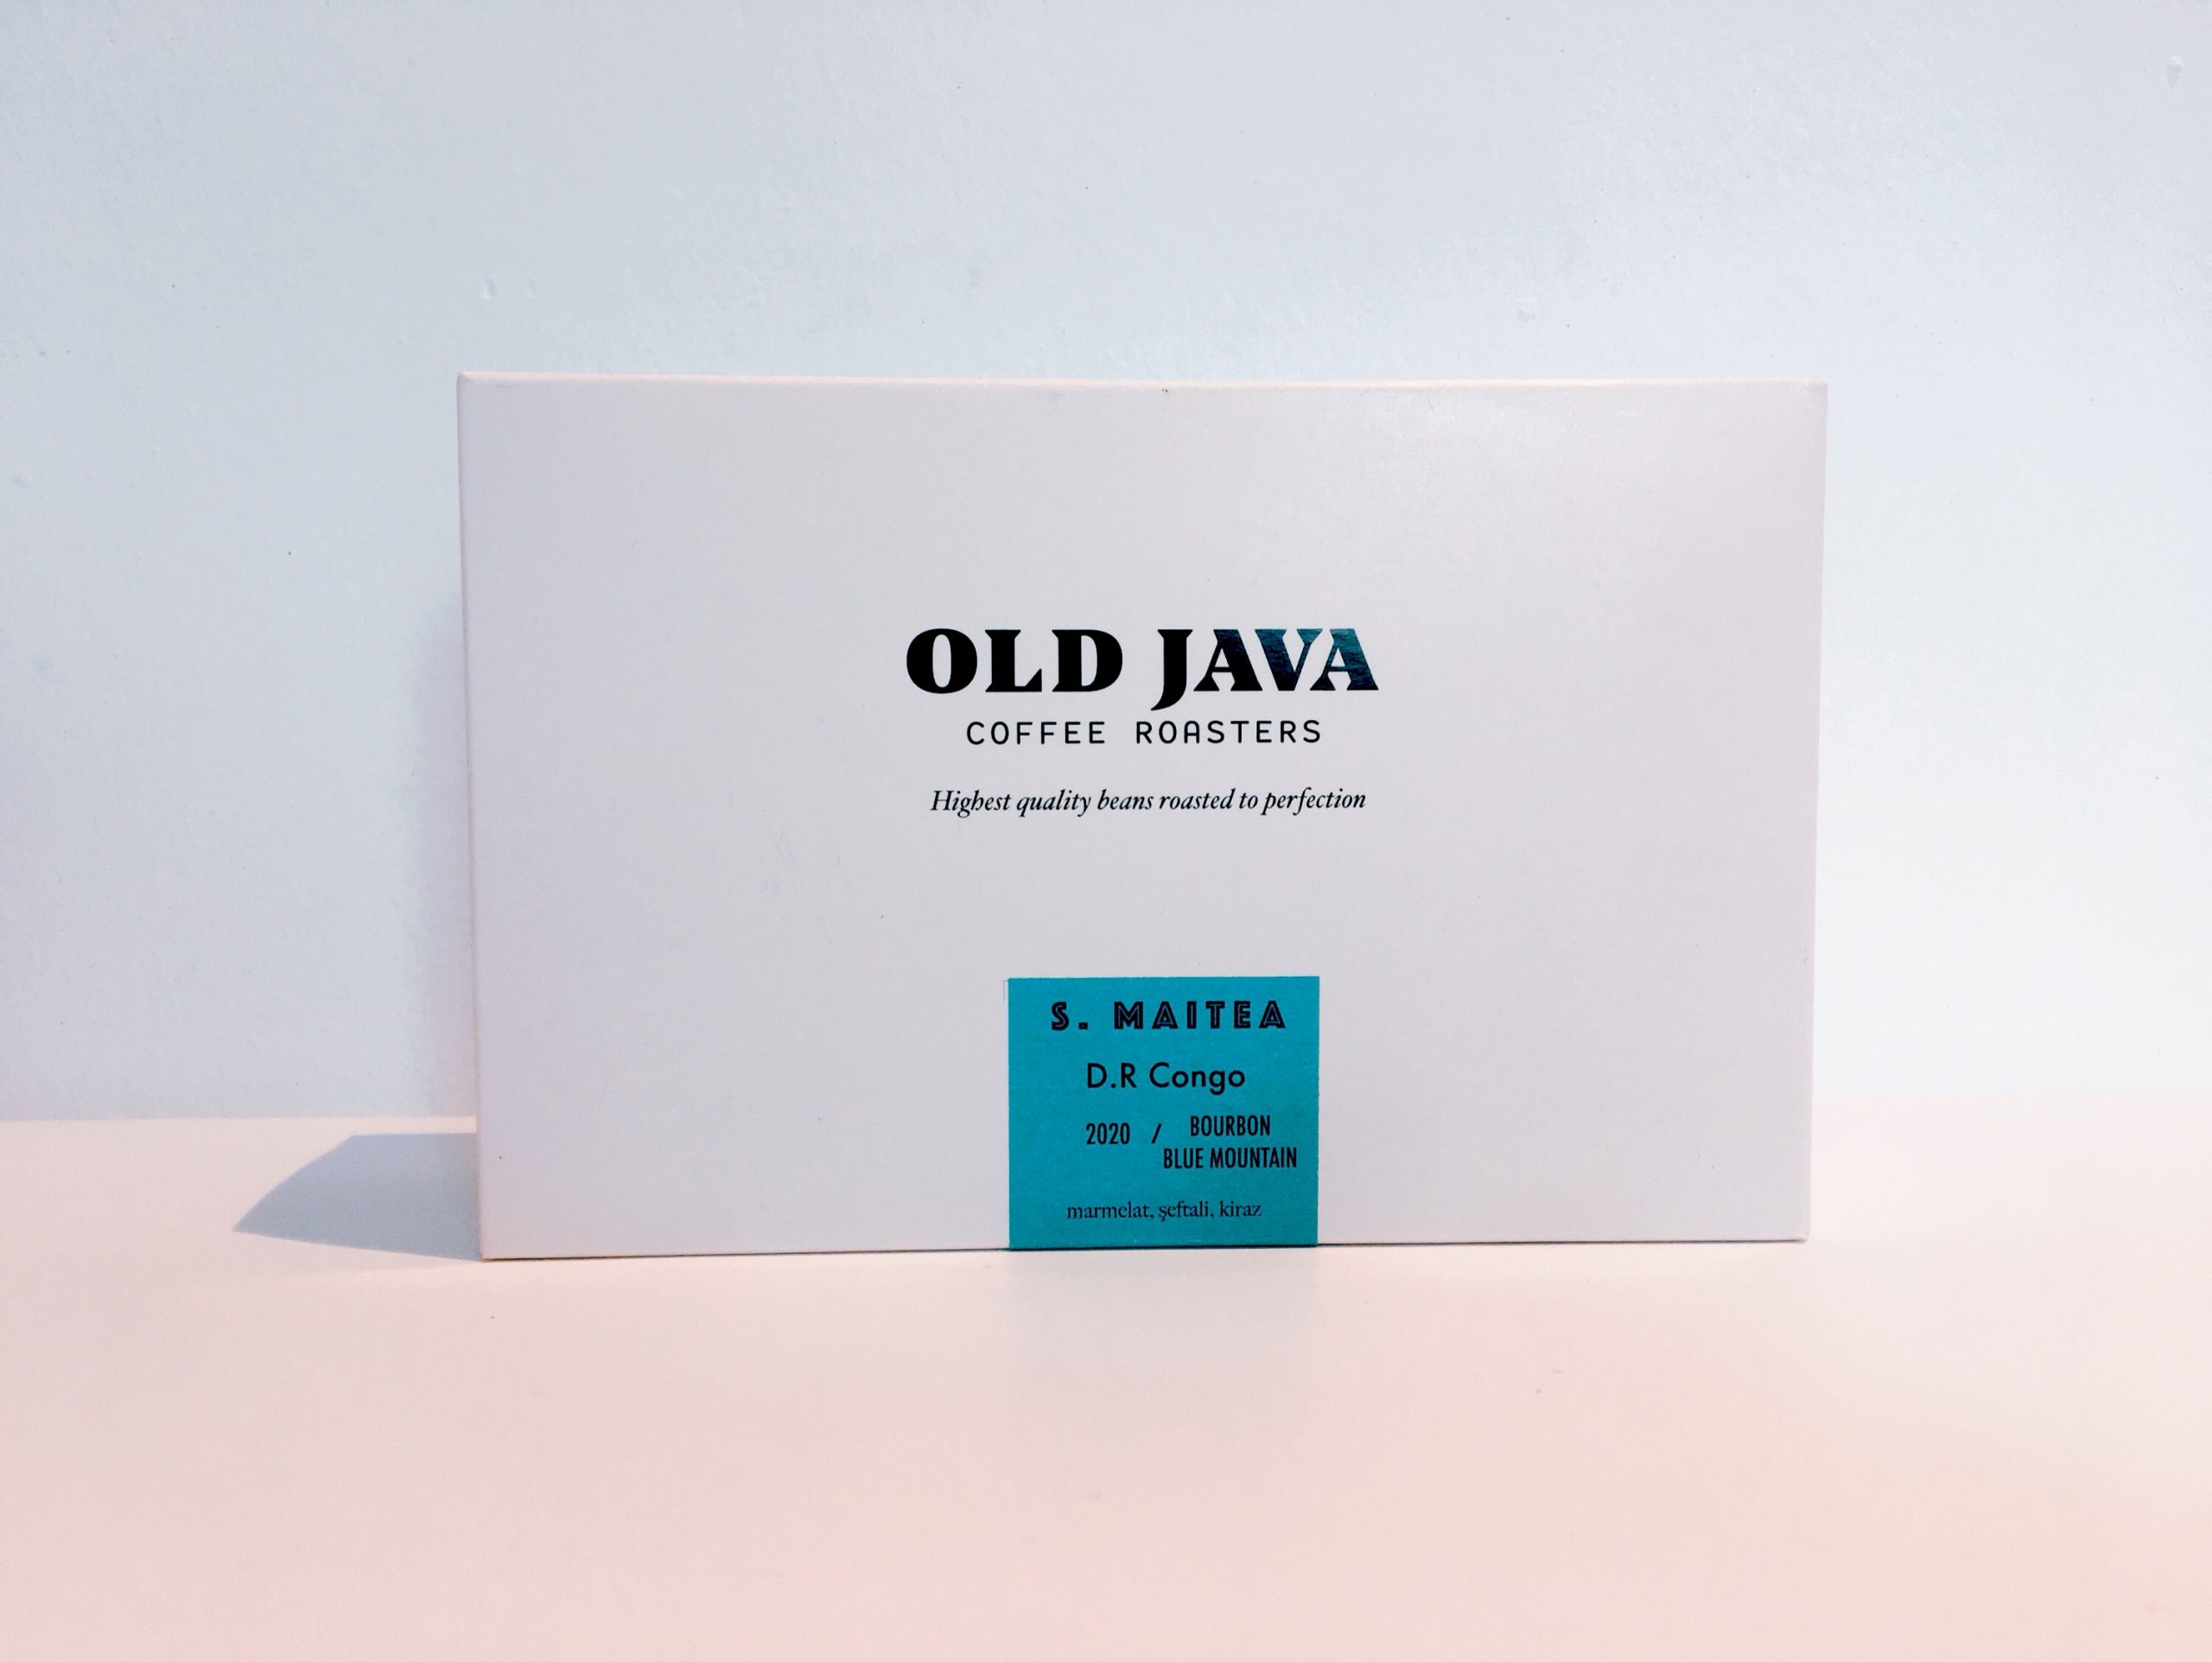 OLD JAVA
COFFEE ROASTERS
Highest quality beans roasted to perfection
S. MAITEA
D.R Congo
2020 / BOURBON
BLUE MOUNTAIN
marmelat, şeftali, kiraz